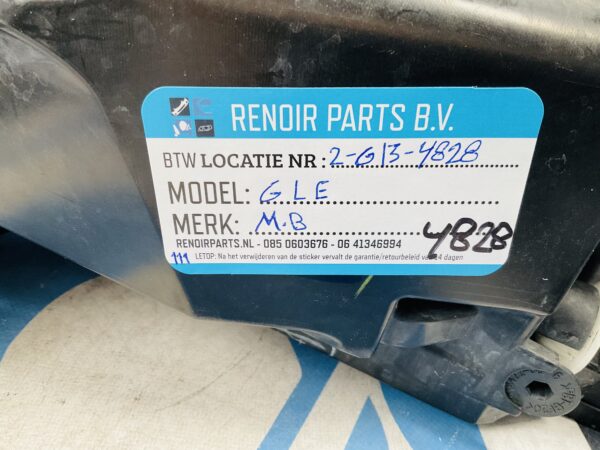 RENOIR PARTS B.V.
BTW LOCATIE NR : 2-G13-4828
MODEL: GLE
MERK: M.B
RENOIRPARTS.NL - 085 0603676 - 06 41346994
4828
111 LETOP: Na het verwijderen van de sticker vervalt de garantie/retourbeleid van 14 dagen